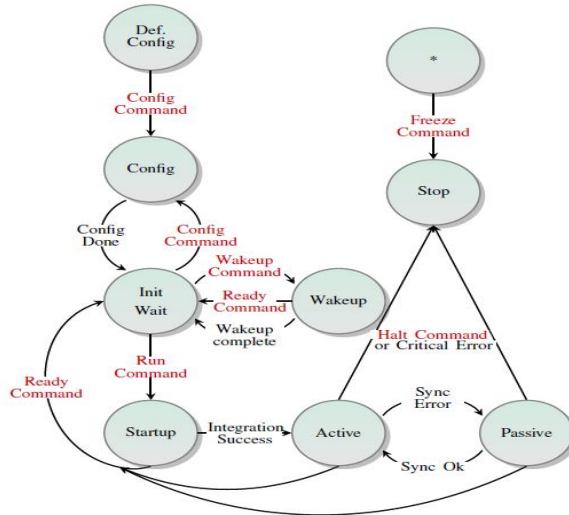 Def.
Config
*
Config
Command
Freeze
Command
Config
Stop
Config
Done
Config
Command
Wakeup
Command
Init
Wait
Ready
Command
Wakeup
Wakeup
complete
Halt Command
or Critical Error
Run
Command
Ready
Command
Sync
Error
Startup
Integration
Success
Active
Passive
Sync Ok